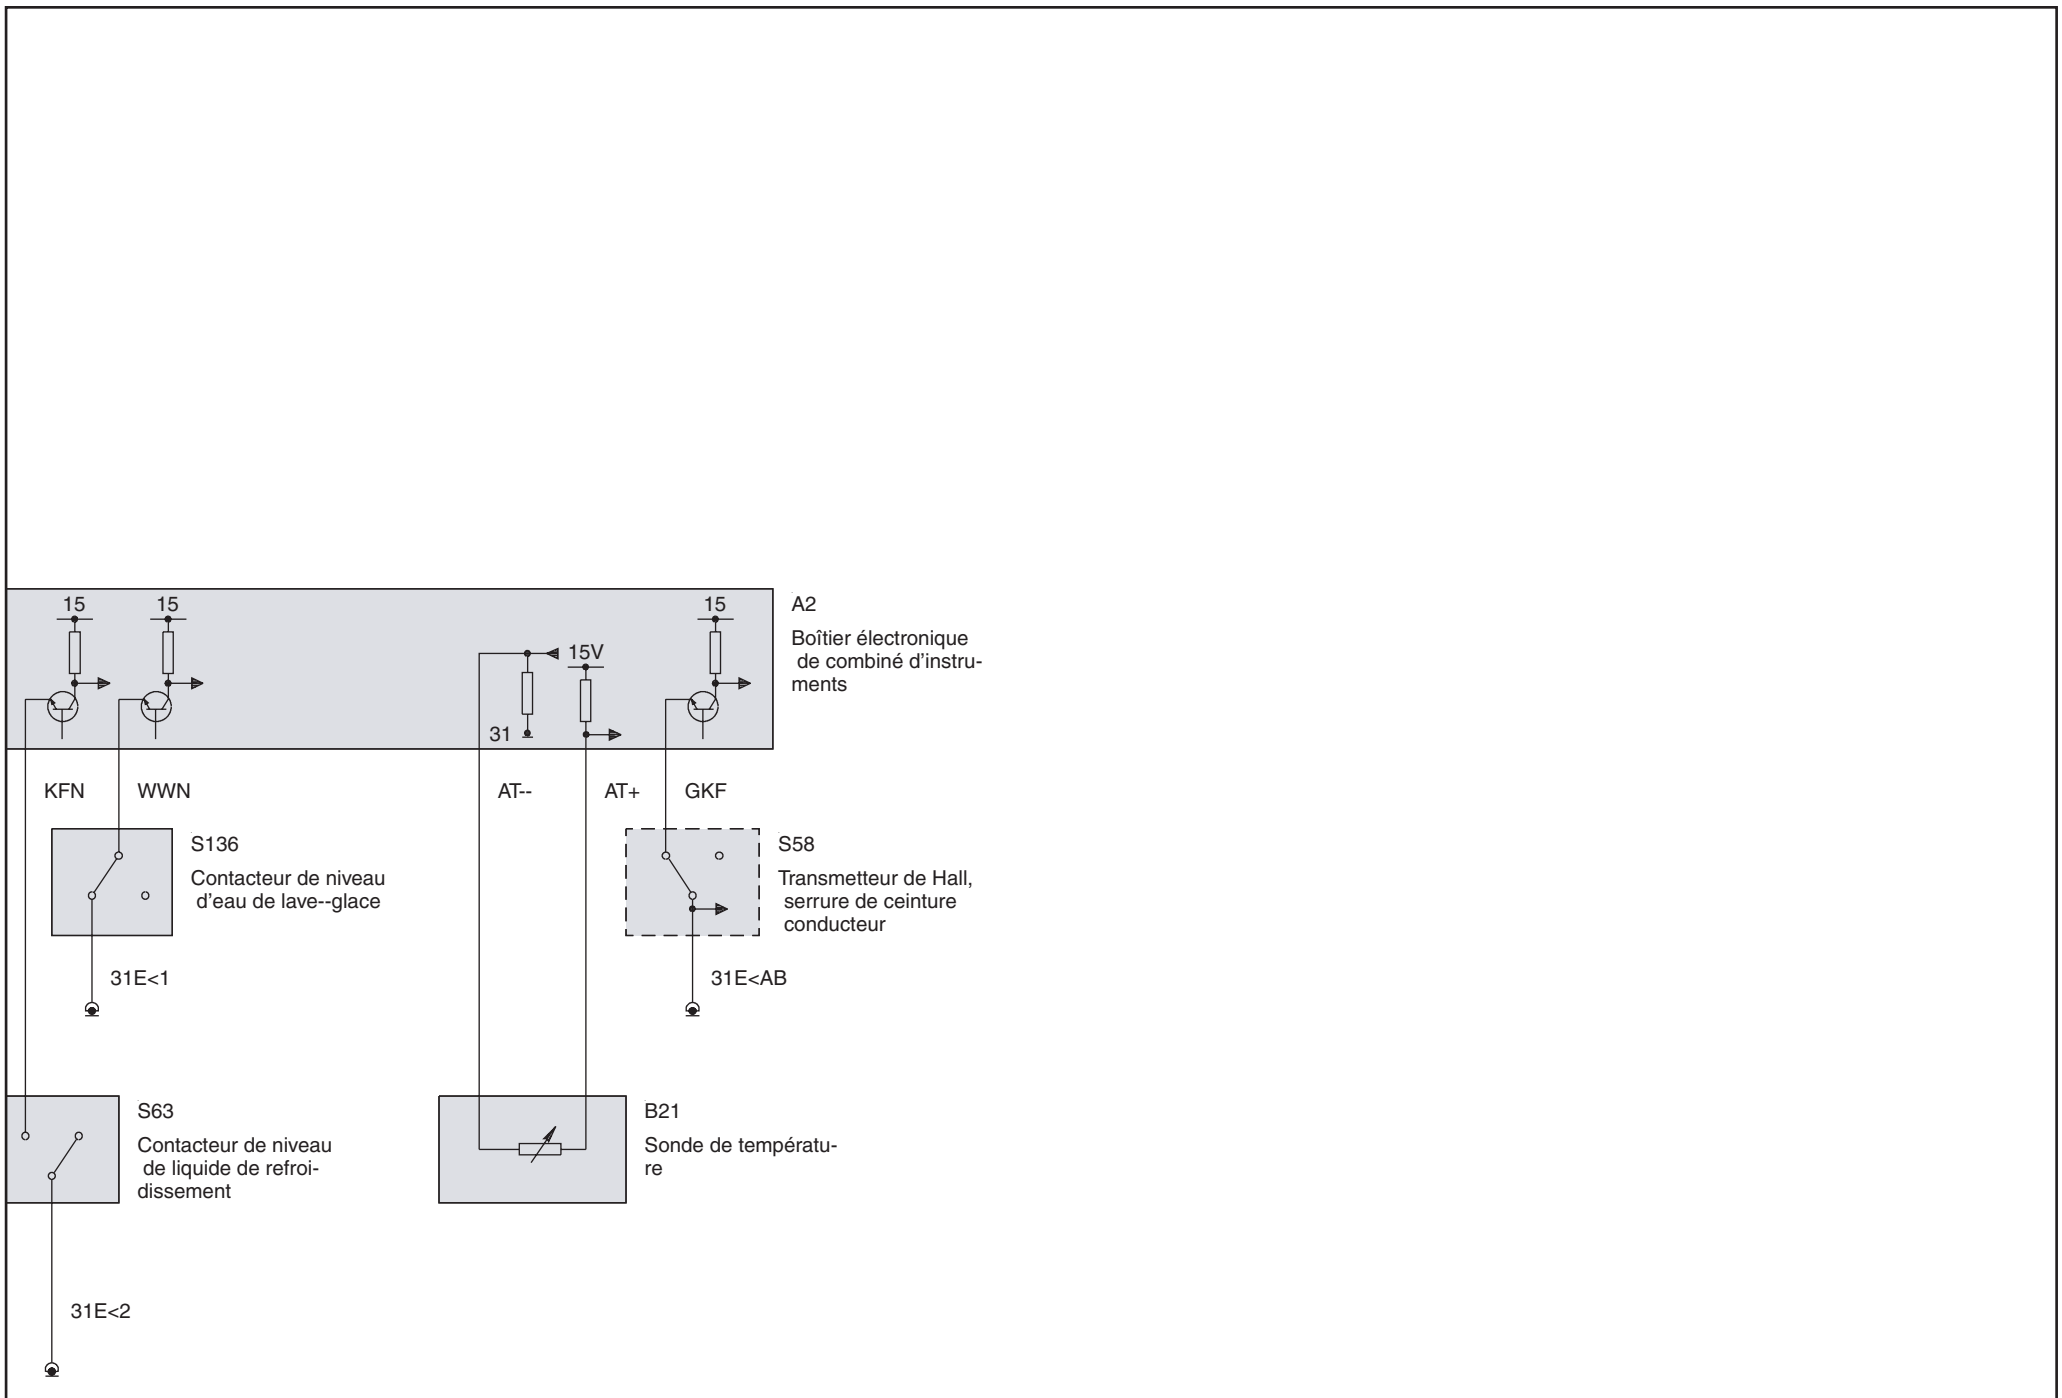 15
15
15
A2
Boîtier électronique
de combiné d'instru-
ments
15V
31
KFN
WWN
AT--
AT+
GKF
S136
Contacteur de niveau
d'eau de lave--glace
S58
Transmetteur de Hall,
serrure de ceinture
conducteur
31E<1
31E<AB
S63
Contacteur de niveau
de liquide de refroi-
dissement
B21
Sonde de températu-
re
31E<2